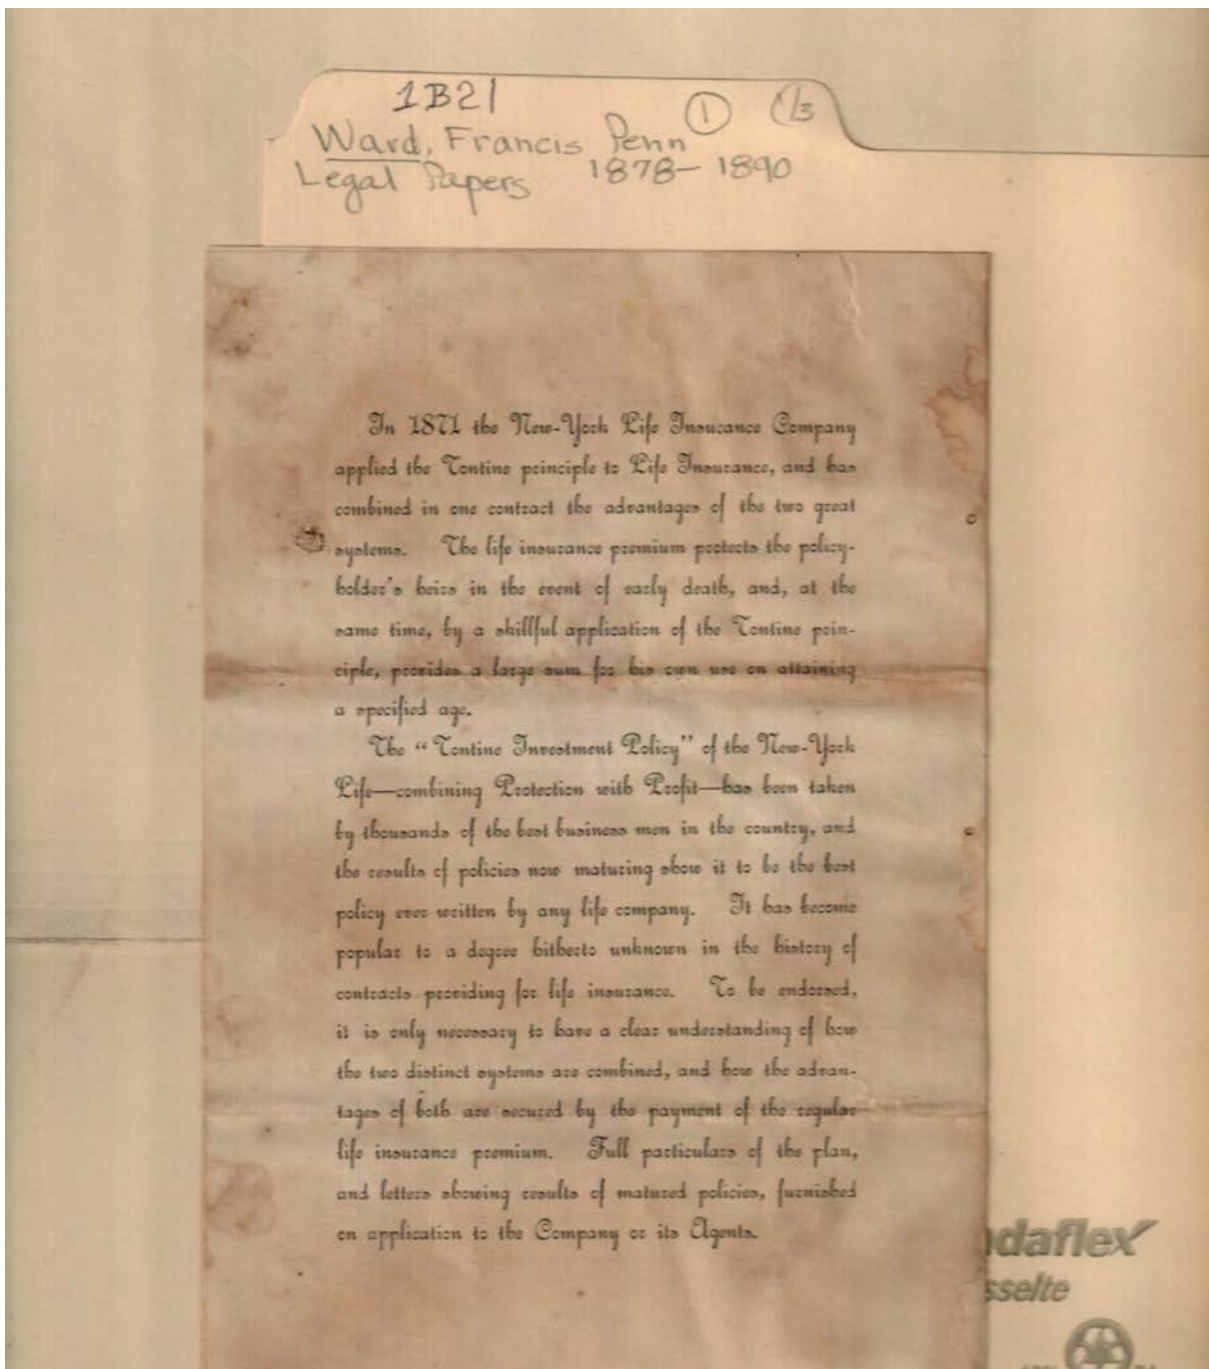 1B21
① 1/3
Ward, Francis Penn
Legal Papers 1878-1890
In 1871 the New-York Life Insurance Company
applied the Tontine principle to Life Insurance, and has
combined in one contract the advantages of the two great
systems. The life insurance premium protects the policy-
holder's heirs in the event of early death, and, at the
same time, by a skillful application of the Tontine prin-
ciple, provides a large sum for his own use on attaining
a specified age.
The "Tontine Investment Policy" of the New-York
Life—combining Protection with Profit—has been taken
by thousands of the best business men in the country, and
the results of policies now maturing show it to be the best
policy ever written by any life company. It has become
popular to a degree hitherto unknown in the history of
contracts providing for life insurance. To be endorsed,
it is only necessary to have a clear understanding of how
the two distinct systems are combined, and how the advan-
tages of both are secured by the payment of the regular
life insurance premium. Full particulars of the plan,
and letters showing results of matured policies, furnished
on application to the Company or its Agents.
daflex
sselte